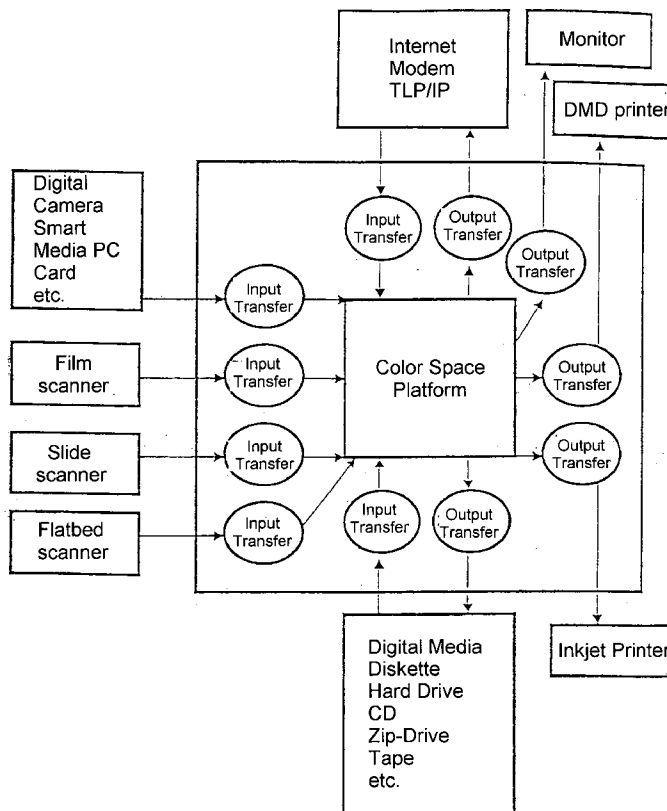 Internet
Modem
TLP/IP
Monitor
DMD printer
Digital
Camera
Smart
Media PC
Card
etc.
Input
Transfer
Output
Transfer
Output
Transfer
Input
Transfer
Film
scanner
Input
Transfer
Color Space
Platform
Output
Transfer
Slide
scanner
Input
Transfer
Output
Transfer
Flatbed
scanner
Input
Transfer
Input
Transfer
Output
Transfer
Digital Media
Diskette
Hard Drive
CD
Zip-Drive
Tape
etc.
Inkjet Printer